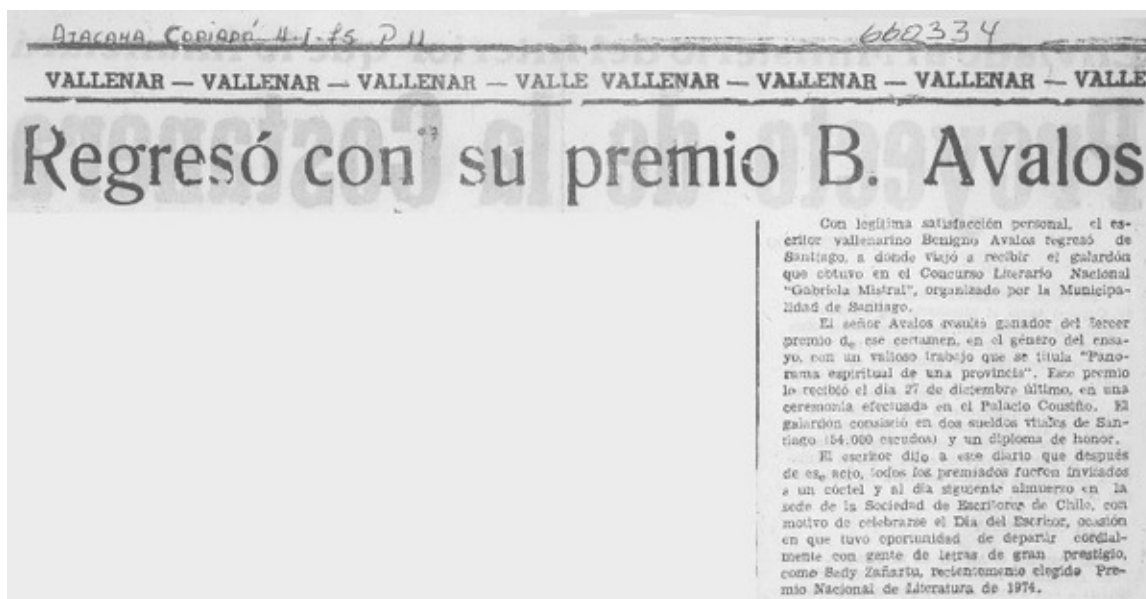 ATACAMA, COPIAPÓ 4-I-75 P 11
660334
VALLENAR — VALLENAR — VALLENAR — VALLE VALLENAR — VALLENAR — VALLENAR — VALLE
Regresó con su premio B. Avalos
Con legítima satisfacción personal, el es-
critor vallenarino Benigno Avalos regresó de
Santiago, a donde viajó a recibir el galardón
que obtuvo en el Concurso Literario Nacional
"Gabriela Mistral", organizado por la Municipa-
lidad de Santiago.
El señor Avalos resultó ganador del tercer
premio de ese certamen, en el género del ensa-
yo, con un valioso trabajo que se titula "Pano-
rama espiritual de una provincia". Este premio
lo recibió el día 27 de diciembre último, en una
ceremonia efectuada en el Palacio Cousiño. El
galardón consistió en dos sueldos vitales de San-
tiago (54.000 escudos) y un diploma de honor.
El escritor dijo a este diario que después
de ese acto, todos los premiados fueron invitados
a un cóctel y al día siguiente almuerzo en la
sede de la Sociedad de Escritores de Chile, con
motivo de celebrarse el Día del Escritor, ocasión
en que tuvo oportunidad de departir cordial-
mente con gente de letras de gran prestigio,
como Sady Zañartu, recientemente elegido Pre-
mio Nacional de Literatura de 1974.